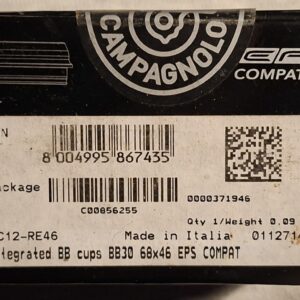 CAMPAGNOLO
COMPAT
N
8 004995 867435
ackage
C00856255
0000371946
Qty 1/Weight 0.09
C12-RE46
Made in Italia
011271
tegrated BB cups BB30 68x46 EPS COMPAT